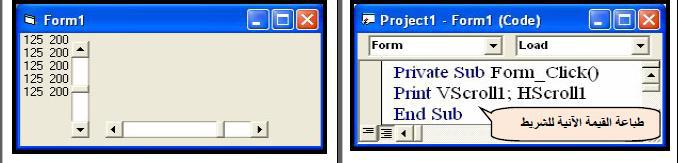 Form1
125 200
125 200
125 200
125 200
125 200
Project1 - Form1 (Code)
Form Load
Private Sub Form_Click()
Print VScroll1; HScroll1
End Sub
طباعة القيمة الآنية للشريط